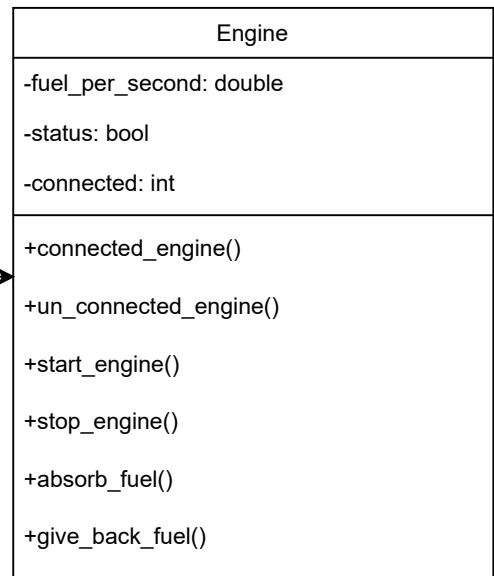 Engine
-fuel_per_second: double
-status: bool
-connected: int
+connected_engine()
+un_connected_engine()
+start_engine()
+stop_engine()
+absorb_fuel()
+give_back_fuel()